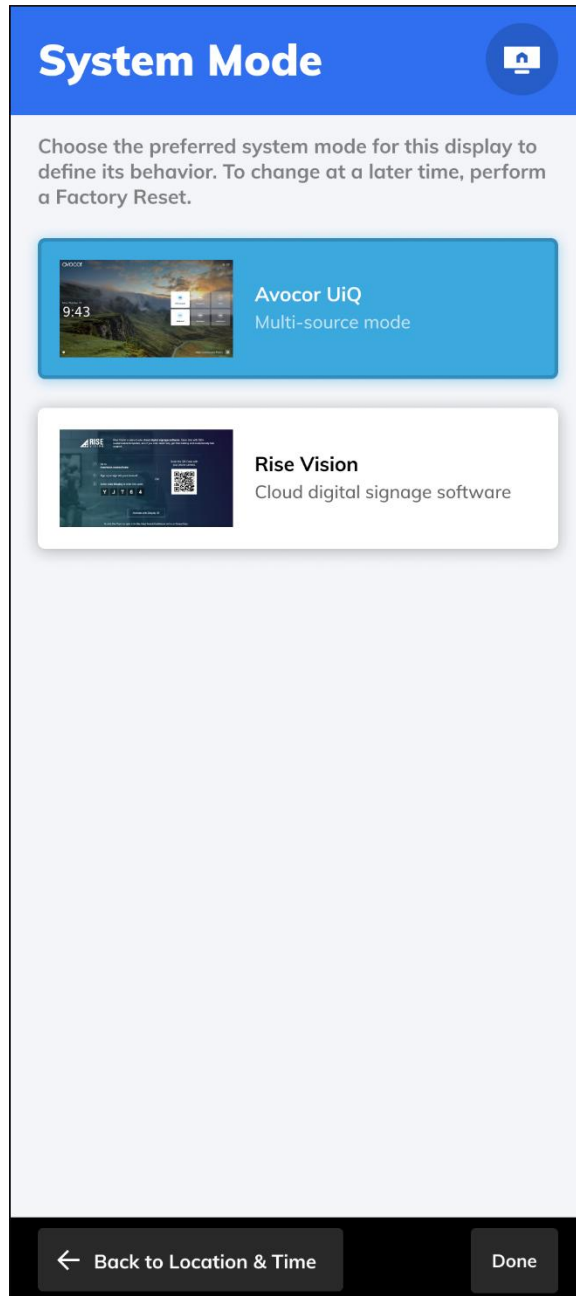 System Mode
Choose the preferred system mode for this display to
define its behavior. To change at a later time, perform
a Factory Reset.
avocor
9:43
Avocor UiQ
Multi-source mode
RISE
Y J 7 8 4
Rise Vision
Cloud digital signage software
← Back to Location & Time
Done